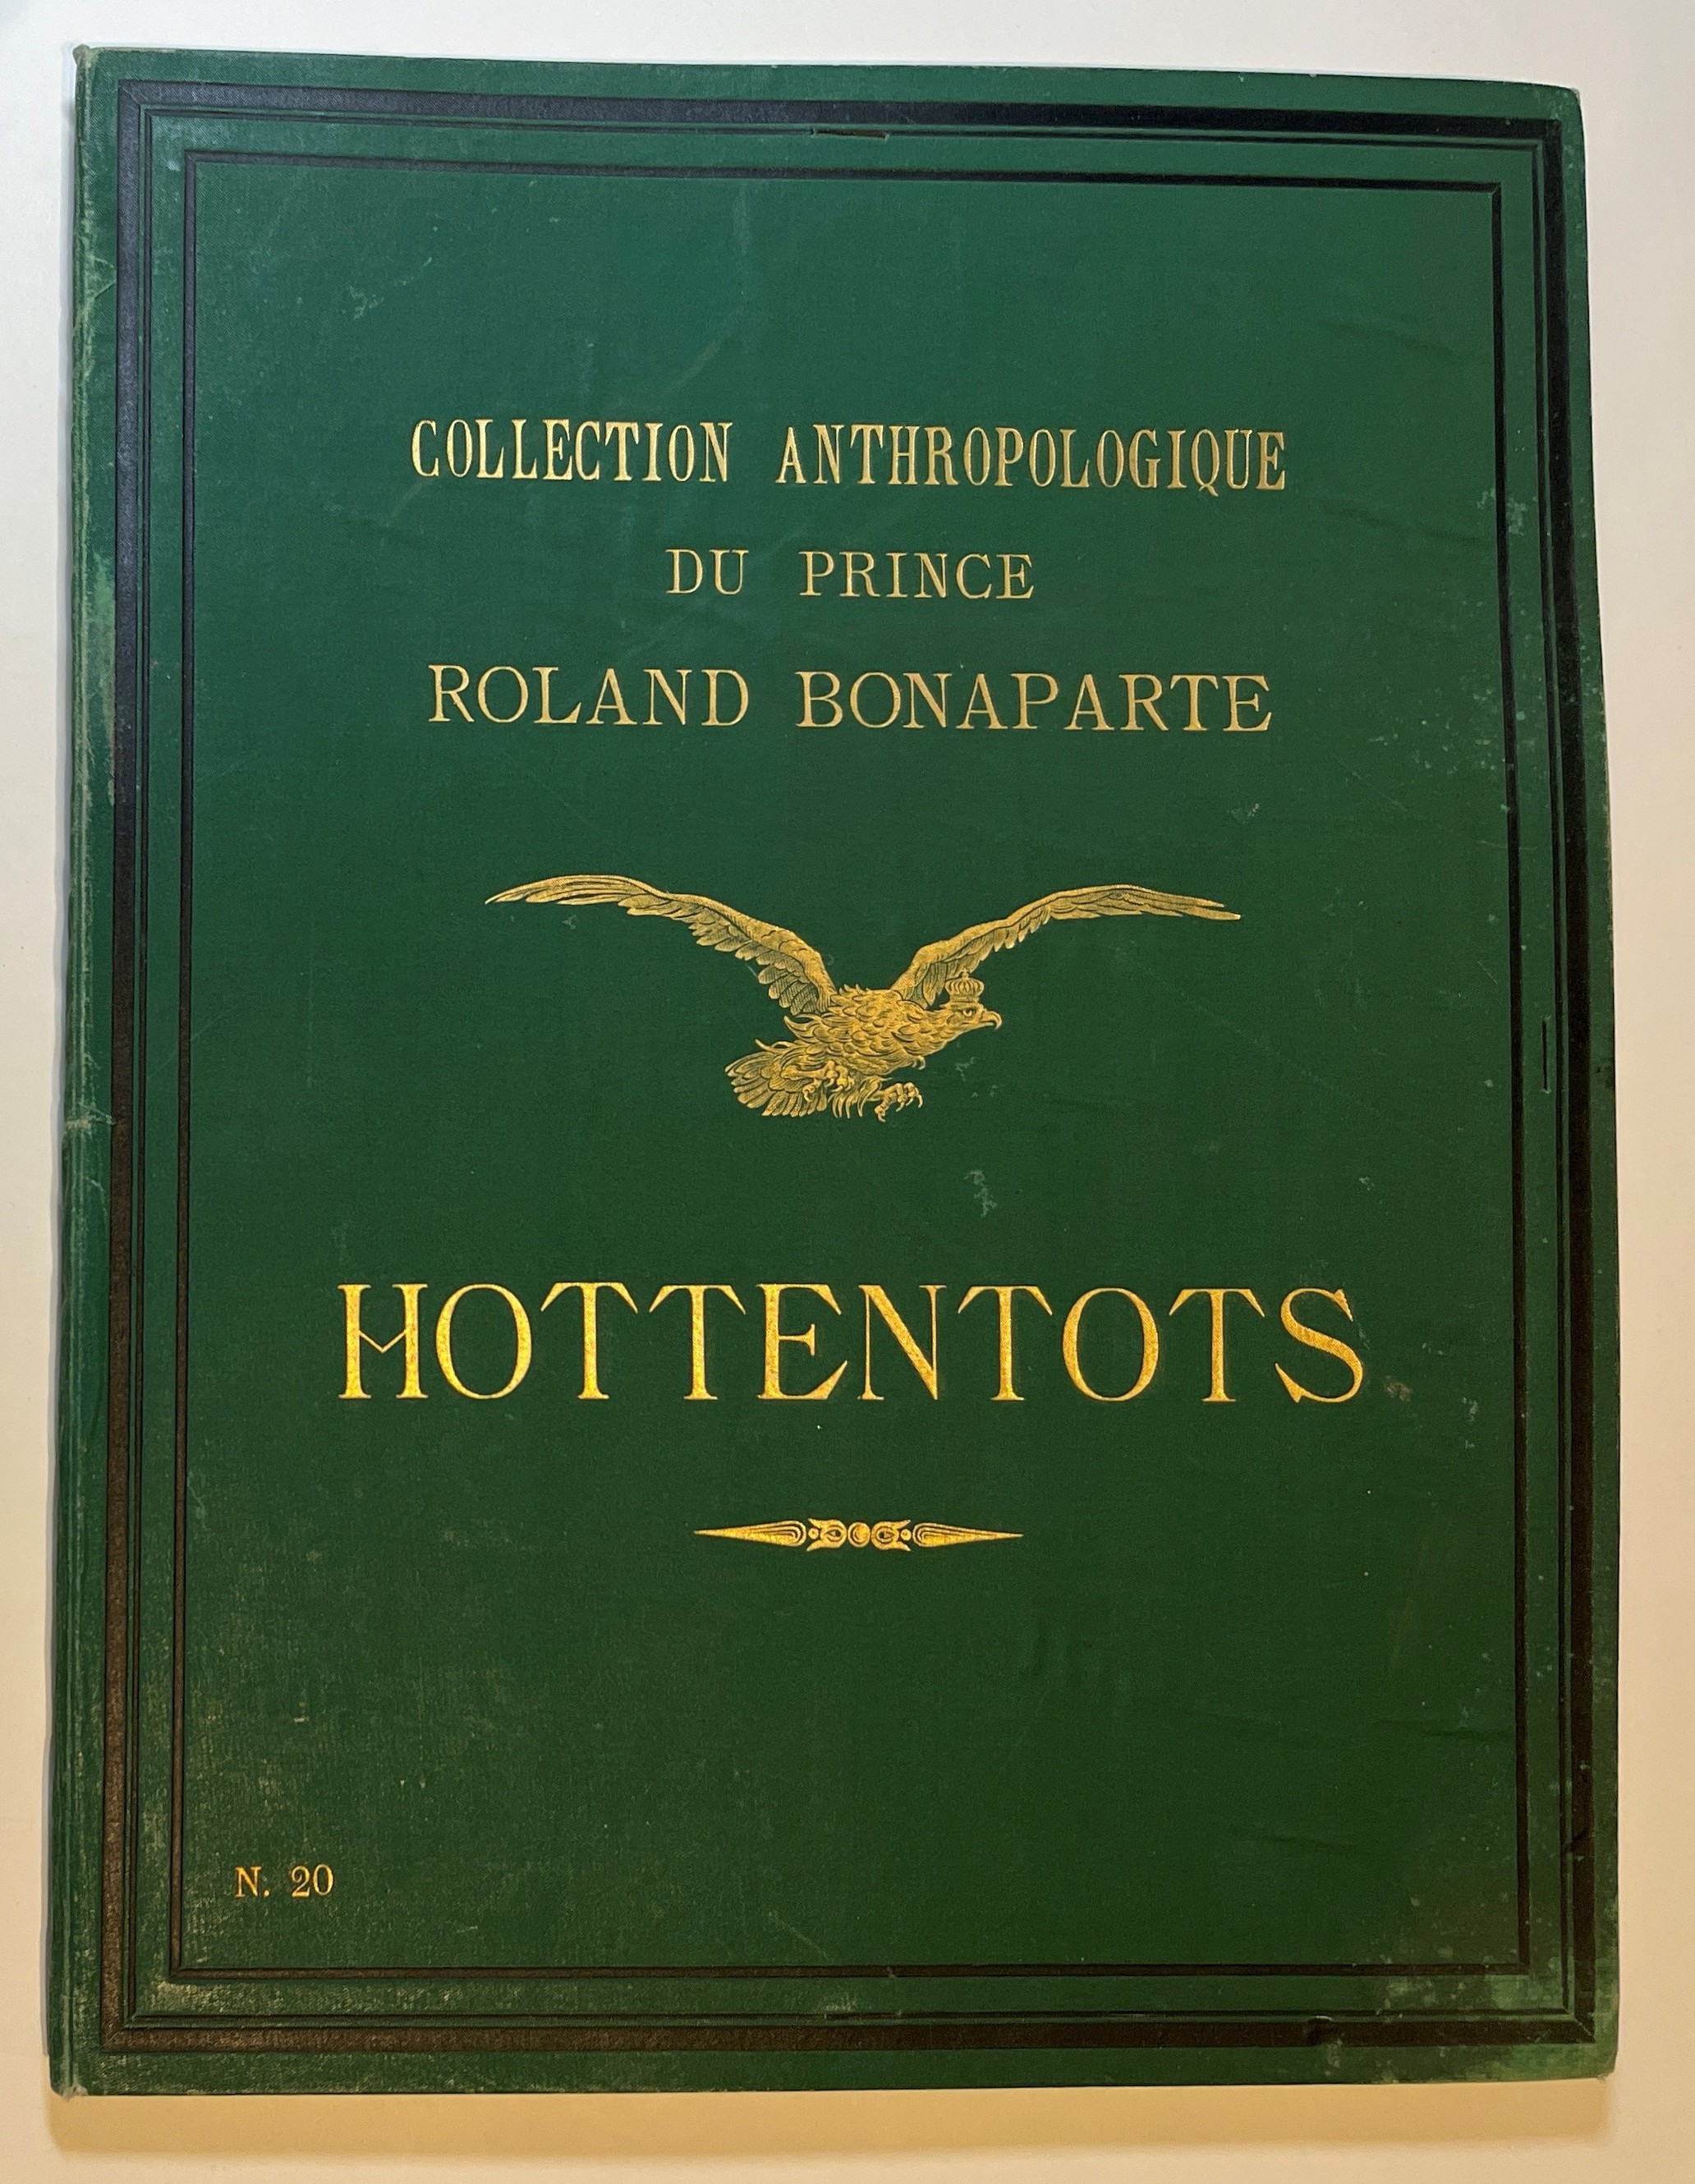 COLLECTION ANTHROPOLOGIQUE
DU PRINCE
ROLAND BONAPARTE
HOTTENTOTS
N. 20